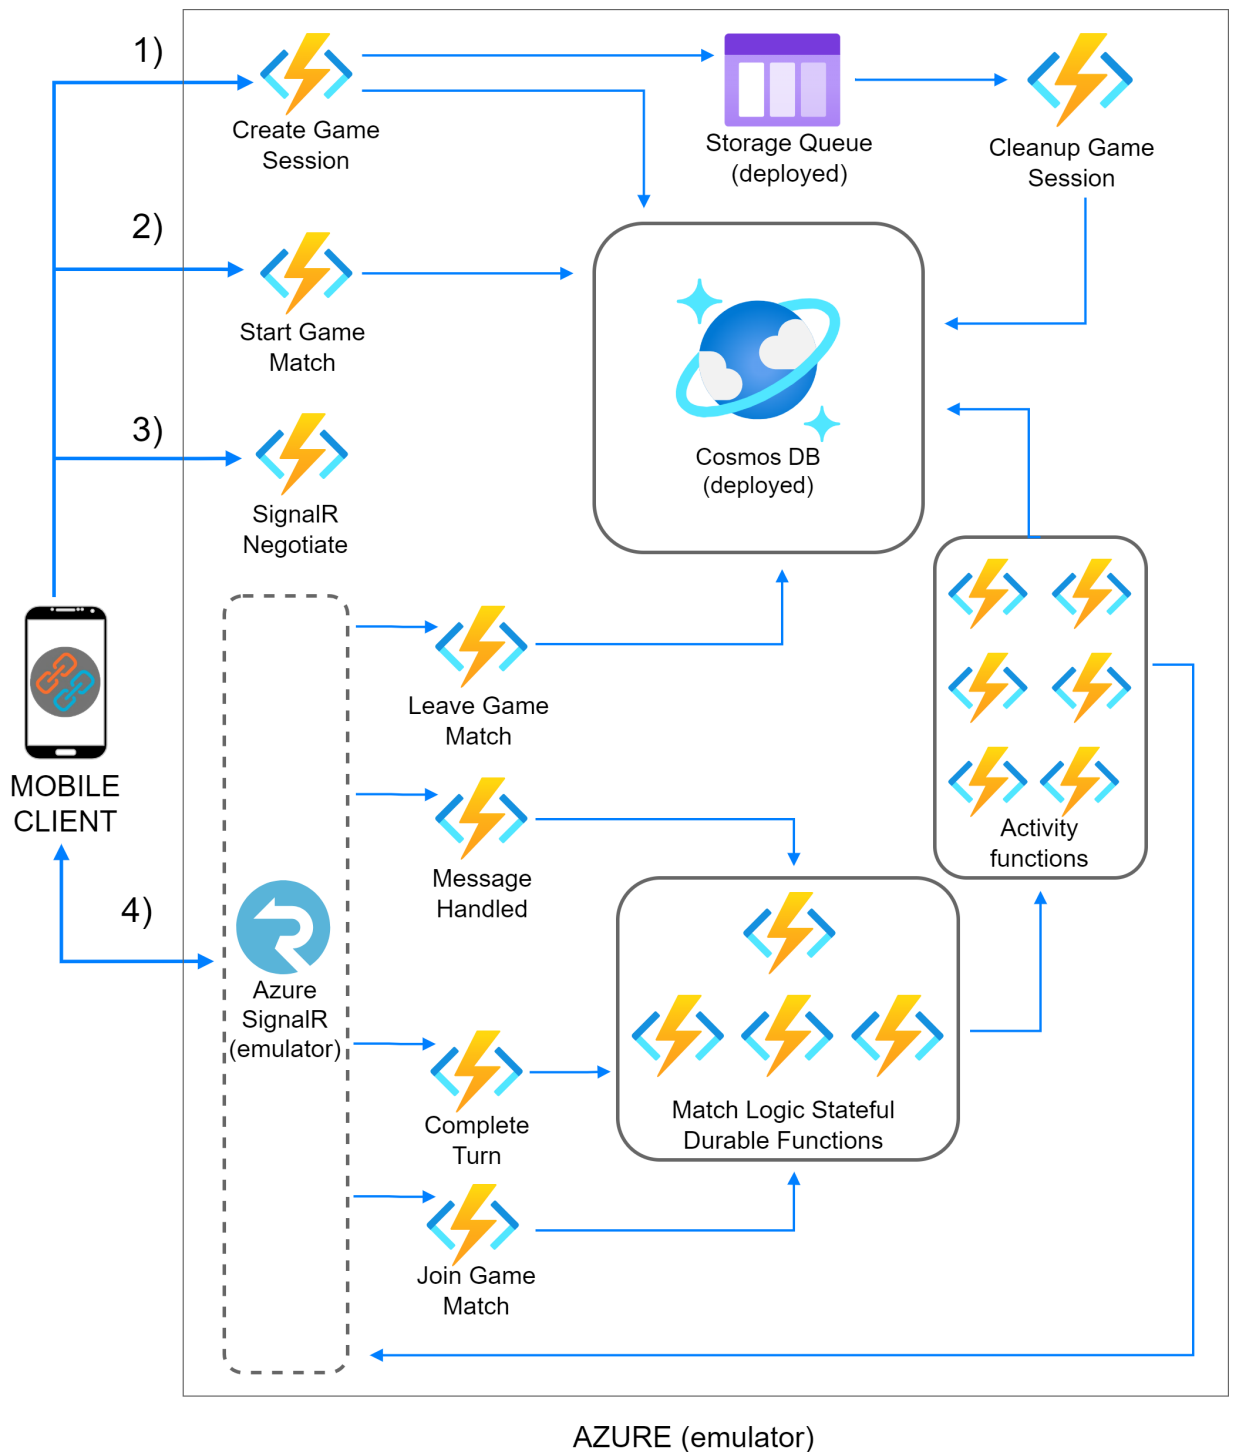 1)
Create Game
Session
Storage Queue
(deployed)
Cleanup Game
Session
2)
Start Game
Match
Cosmos DB
(deployed)
3)
SignalR
Negotiate
MOBILE
CLIENT
Leave Game
Match
Activity
functions
Message
Handled
4)
Azure
SignalR
(emulator)
Complete
Turn
Match Logic Stateful
Durable Functions
Join Game
Match
AZURE (emulator)